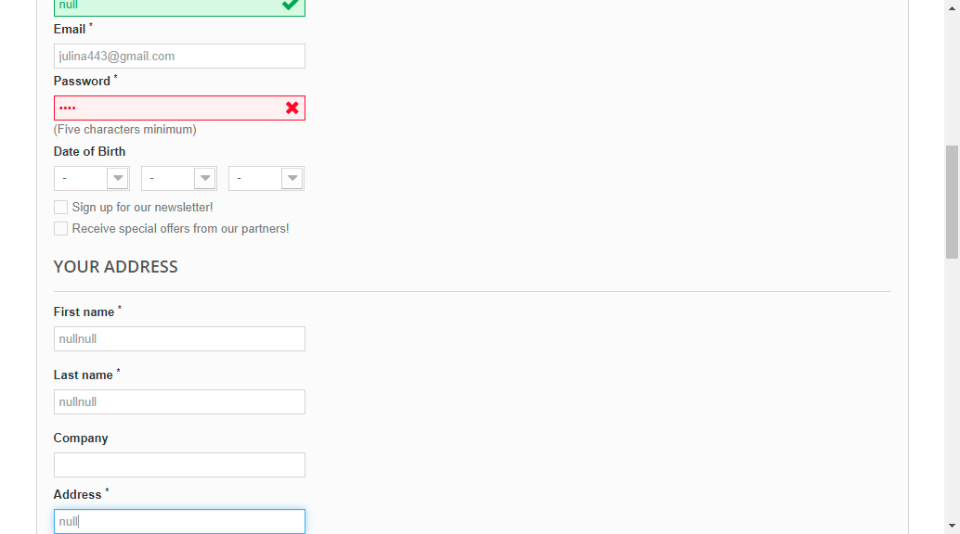 null
Email *
julina443@gmail.com
Password *
••••
(Five characters minimum)
Date of Birth
- - -
Sign up for our newsletter!
Receive special offers from our partners!
YOUR ADDRESS
First name *
nullnull
Last name *
nullnull
Company
Address *
null